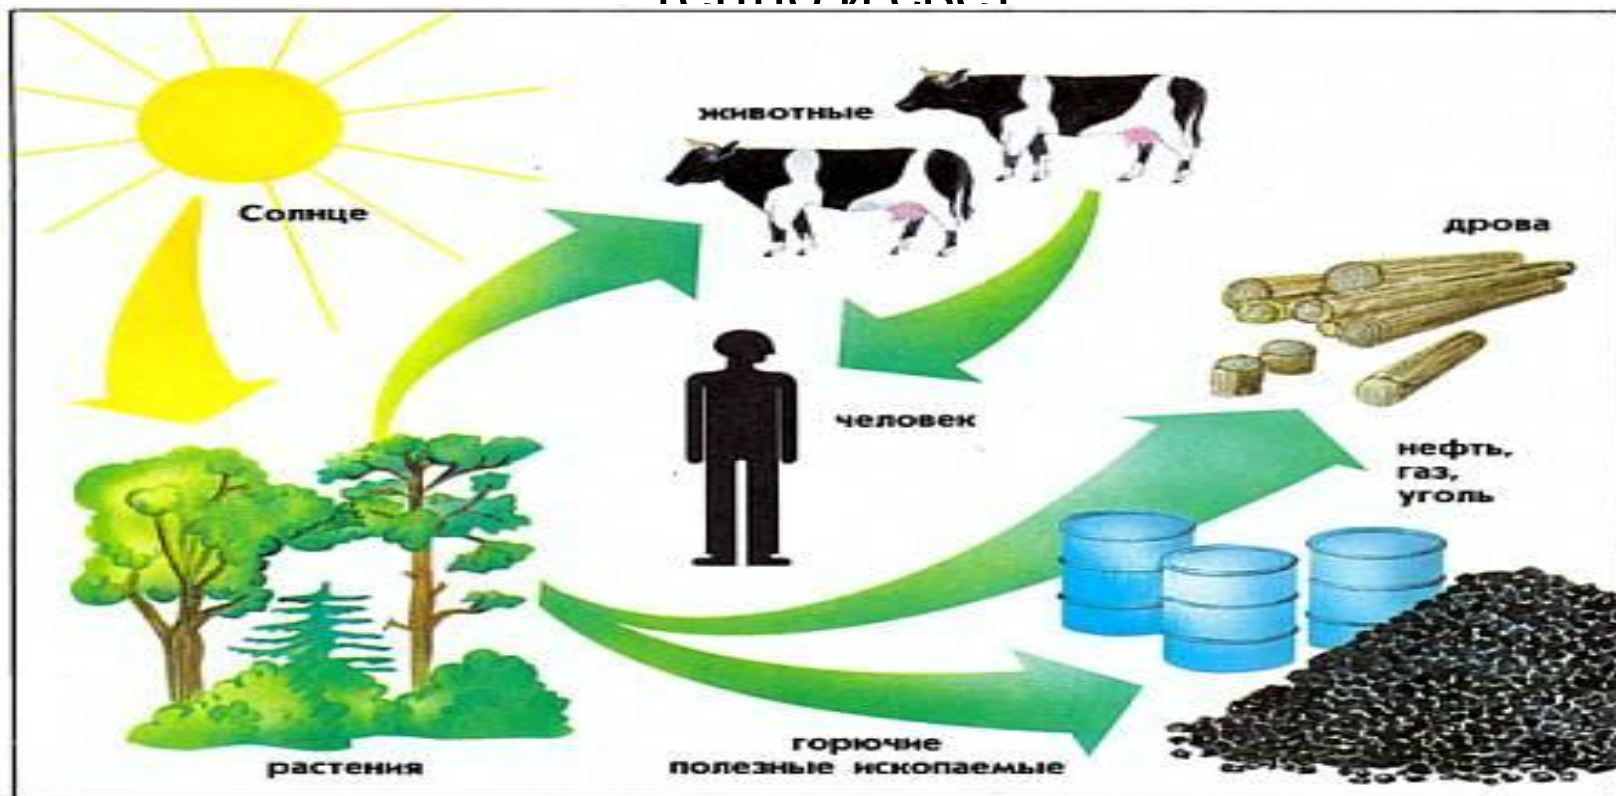 животные
Солнце
дрова
человек
нефть,
газ,
уголь
горючие
полезные ископаемые
растения